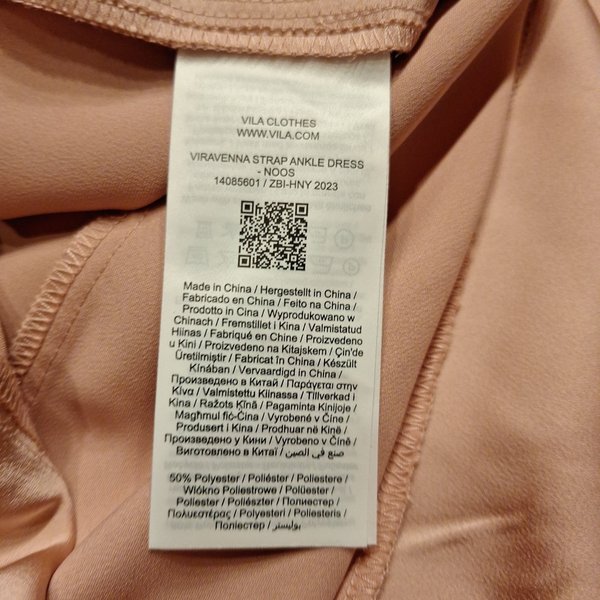 VILA CLOTHES
WWW.VILA.COM
VIRAVENNA STRAP ANKLE DRESS
- NOOS
14085601 / ZBI-HNY 2023
Made in China / Hergestellt in China /
Fabricado en China / Feito na China /
Prodotto in Cina / Wyprodukowano w
Chinach / Fremstillet i Kina / Valmistatud
Hiinas / Fabriqué en Chine / Proizvedeno
u Kini / Proizvedeno na Kitajskem / Çin'de
Üretilmiştir / Fabricat în China / Készült
Kínában / Vervaardigd in China /
Произведено в Китай / Παράγεται στην
Κίνα / Valmistettu Kiinassa / Tillverkad i
Kina / Ražots Ķīnā / Pagaminta Kinijoje /
Magħmul fiċ-Ċina / Vyrobené v Číne /
Produsert i Kina / Prodhuar në Kinë /
Произведено у Кини / Vyrobeno v Číně /
Виготовлено в Китаї / صنع في الصين
50% Polyester / Poliéster / Poliestere /
Włókno Poliestrowe / Polüester /
Poliester / Poliészter / Полиестер /
Πολυεστέρας / Polyesteri / Poliesteris /
Поліестер / بوليستر